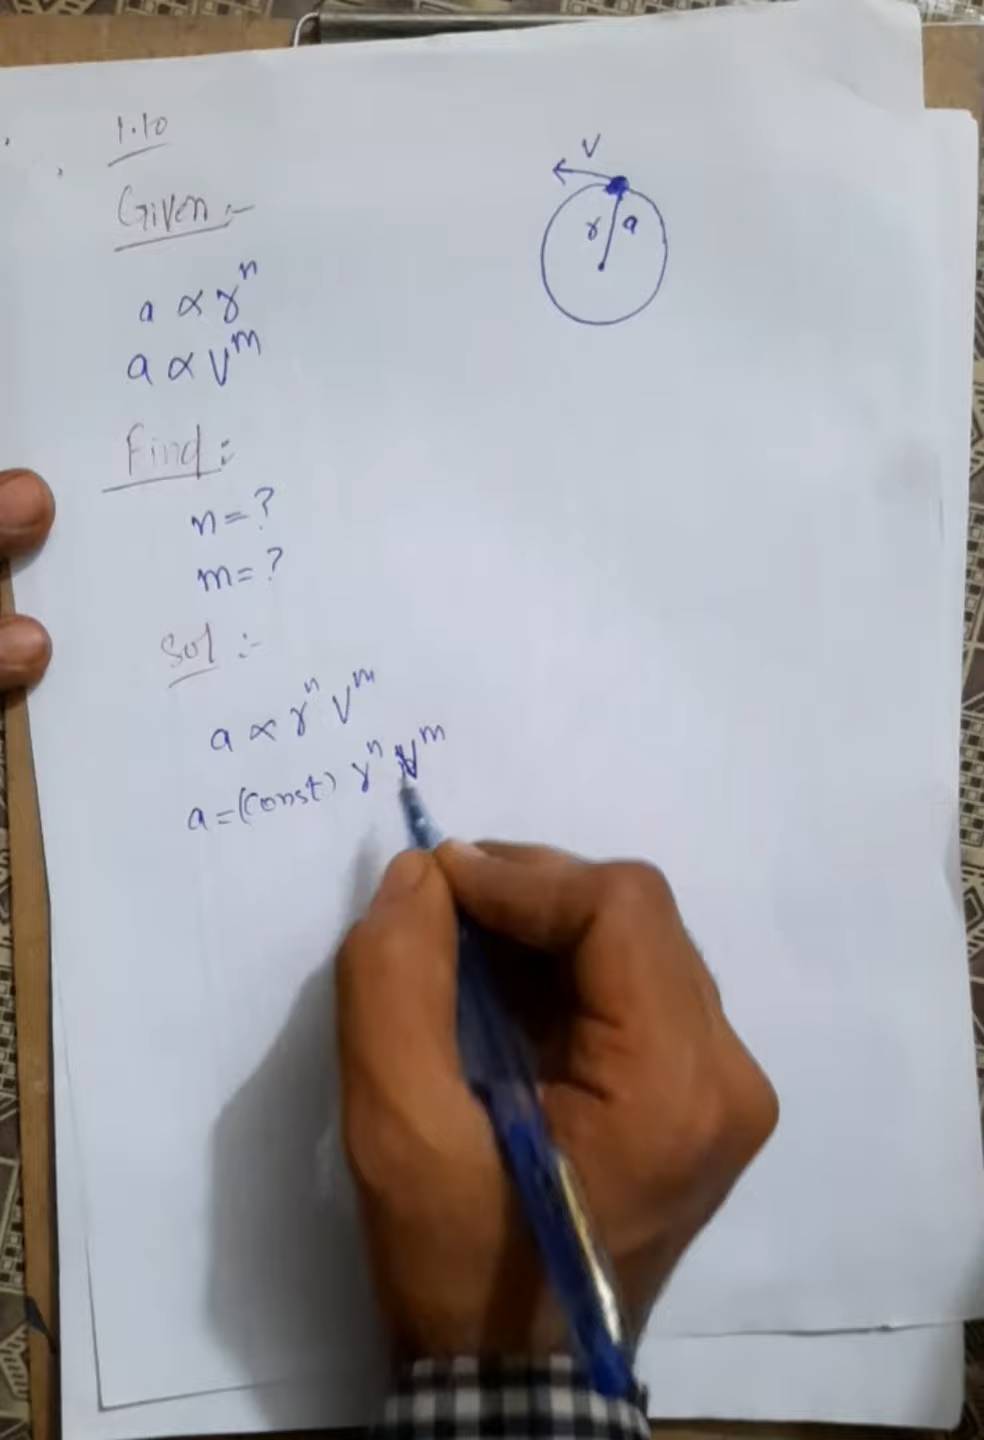 1.10
Given :-
a ∝ r^n
a ∝ V^m
Find :-
n = ?
m = ?
Sol :-
a ∝ r^n V^m
a = (Const) r^n V^m
V
r a